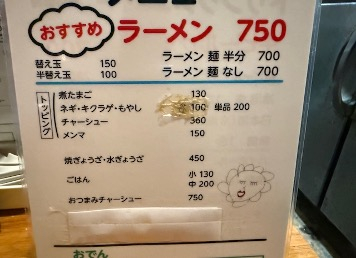 おすすめ ラーメン 750
替え玉 150 ラーメン 麺 半分 700
半替え玉 100 ラーメン 麺 なし 700
トッピング
煮たまご 130
ネギ・キクラゲ・もやし 100 単品 200
チャーシュー 360
メンマ 150
焼ぎょうざ・水ぎょうざ 450
ごはん 小 130
中 200
おつまみチャーシュー 750
おでん